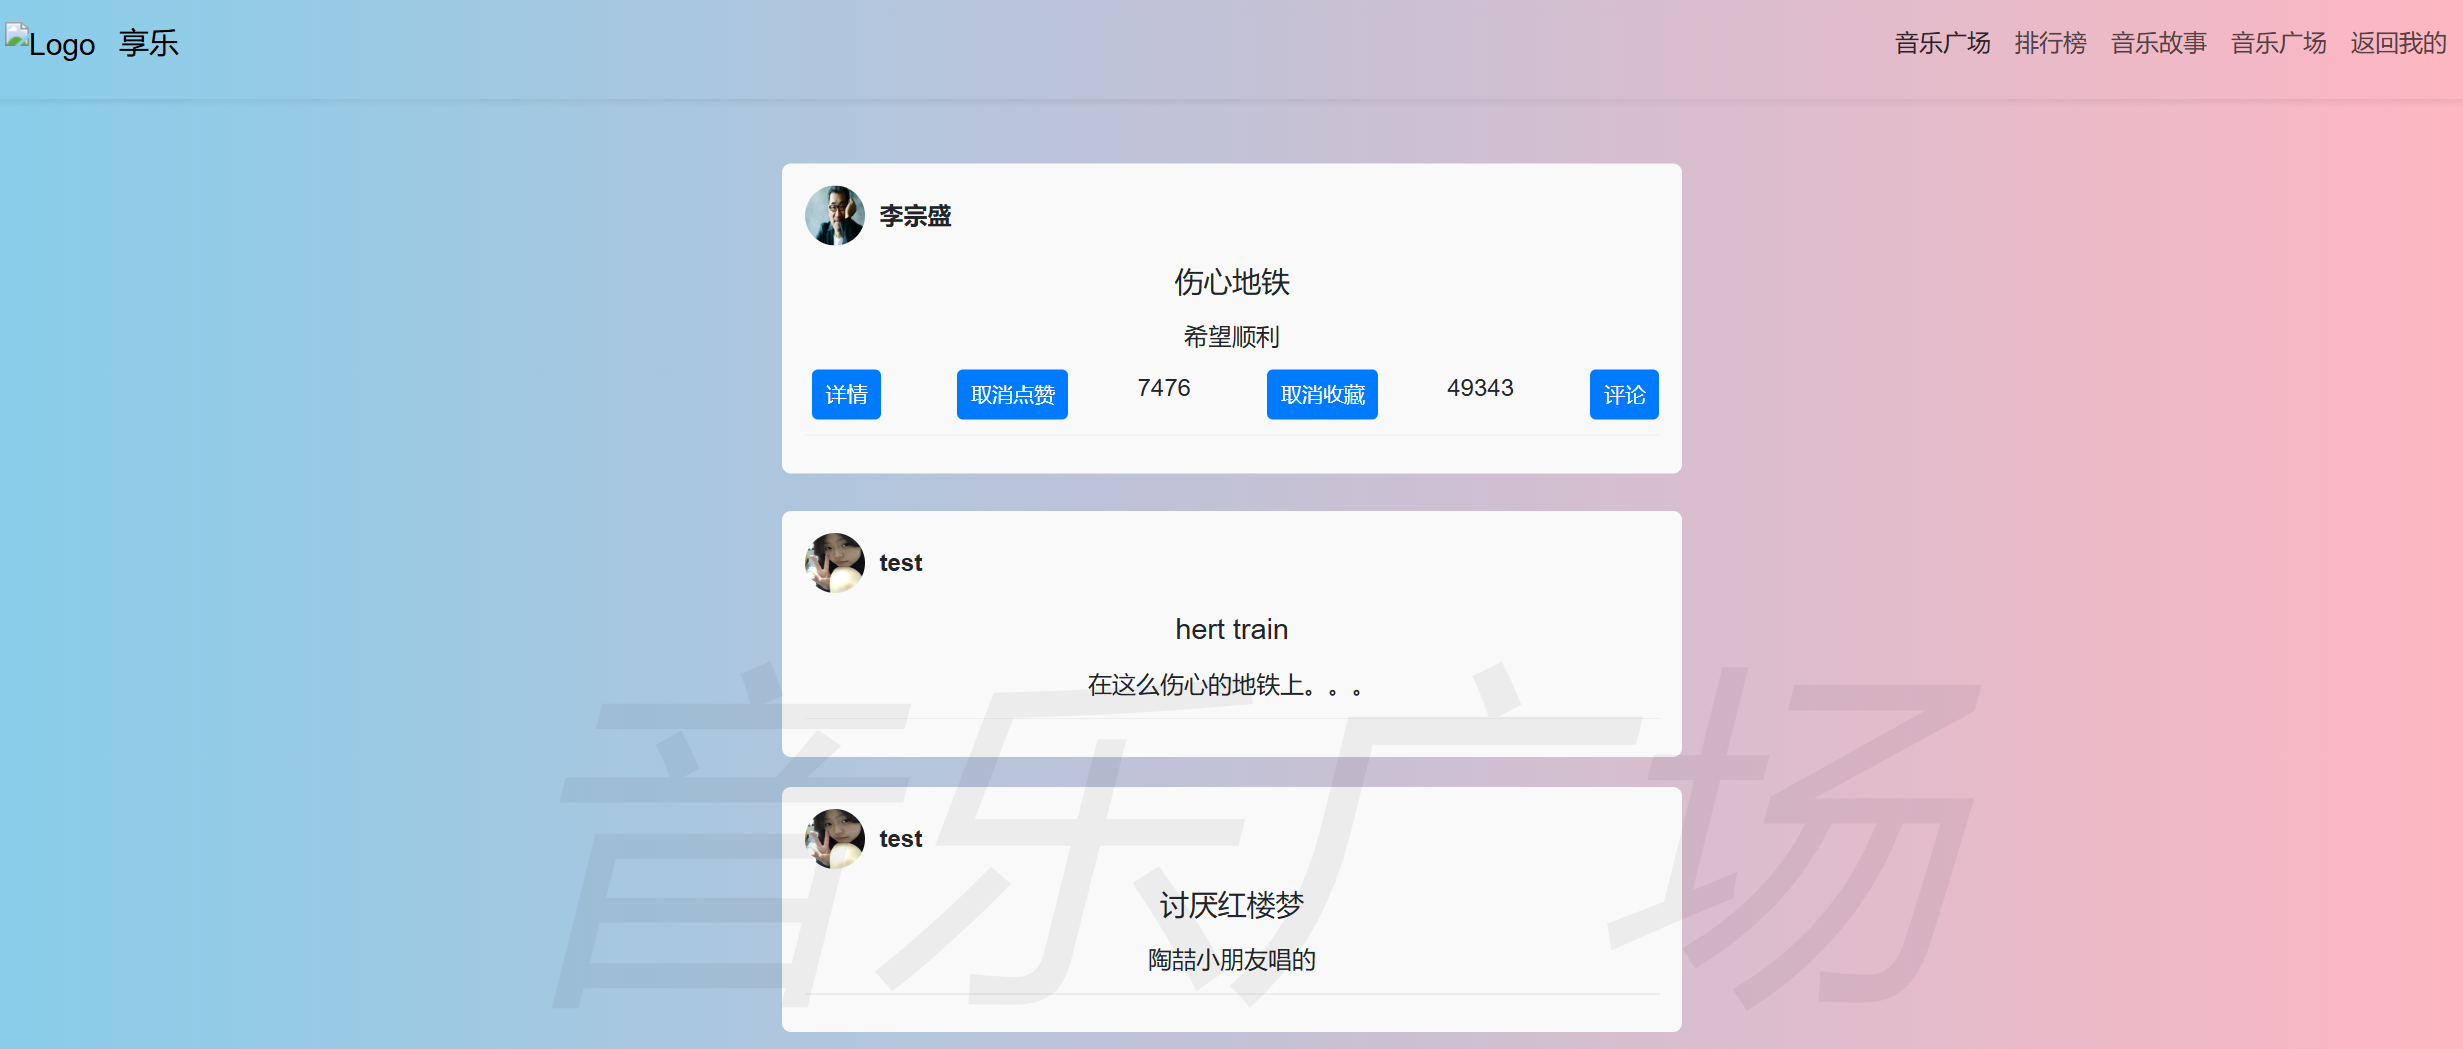 Logo 享乐 音乐广场 排行榜 音乐故事 音乐广场 返回我的
李宗盛
伤心地铁
希望顺利
详情 取消点赞 7476 取消收藏 49343 评论
test
hert train
在这么伤心的地铁上。。。
test
讨厌红楼梦
陶喆小朋友唱的
音乐广场